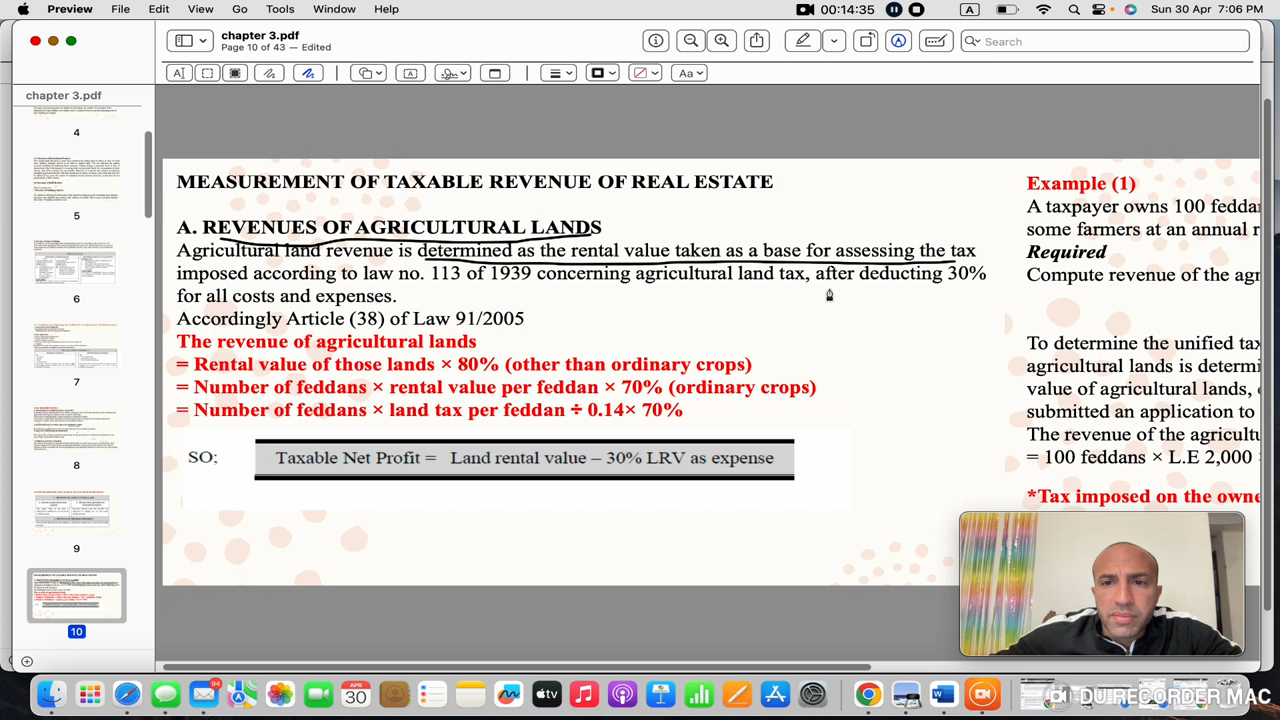 Preview File Edit View Go Tools Window Help 00:14:35 A Sun 30 Apr 7:06 PM
chapter 3.pdf
Page 10 of 43 — Edited
Search
Aa
chapter 3.pdf
4
5
6
7
8
9
10
MEASUREMENT OF TAXABLE REVENUE OF REAL ESTATE
A. REVENUES OF AGRICULTURAL LANDS
Agricultural land revenue is determined as the rental value taken as a base for assessing the tax
imposed according to law no. 113 of 1939 concerning agricultural land tax, after deducting 30%
for all costs and expenses.
Accordingly Article (38) of Law 91/2005
The revenue of agricultural lands
= Rental value of those lands × 80% (other than ordinary crops)
= Number of feddans × rental value per feddan × 70% (ordinary crops)
= Number of feddans × land tax per feddan ÷ 0.14× 70%
SO; Taxable Net Profit = Land rental value – 30% LRV as expense
Example (1)
A taxpayer owns 100 feddan
some farmers at an annual r
Required
Compute revenue of the agr
To determine the unified tax
agricultural lands is determin
value of agricultural lands,
submitted an application to
The revenue of the agricultu
= 100 feddans × L.E 2,000
*Tax imposed on the owne
94
APR
30
tv
DU RECORDER MAC